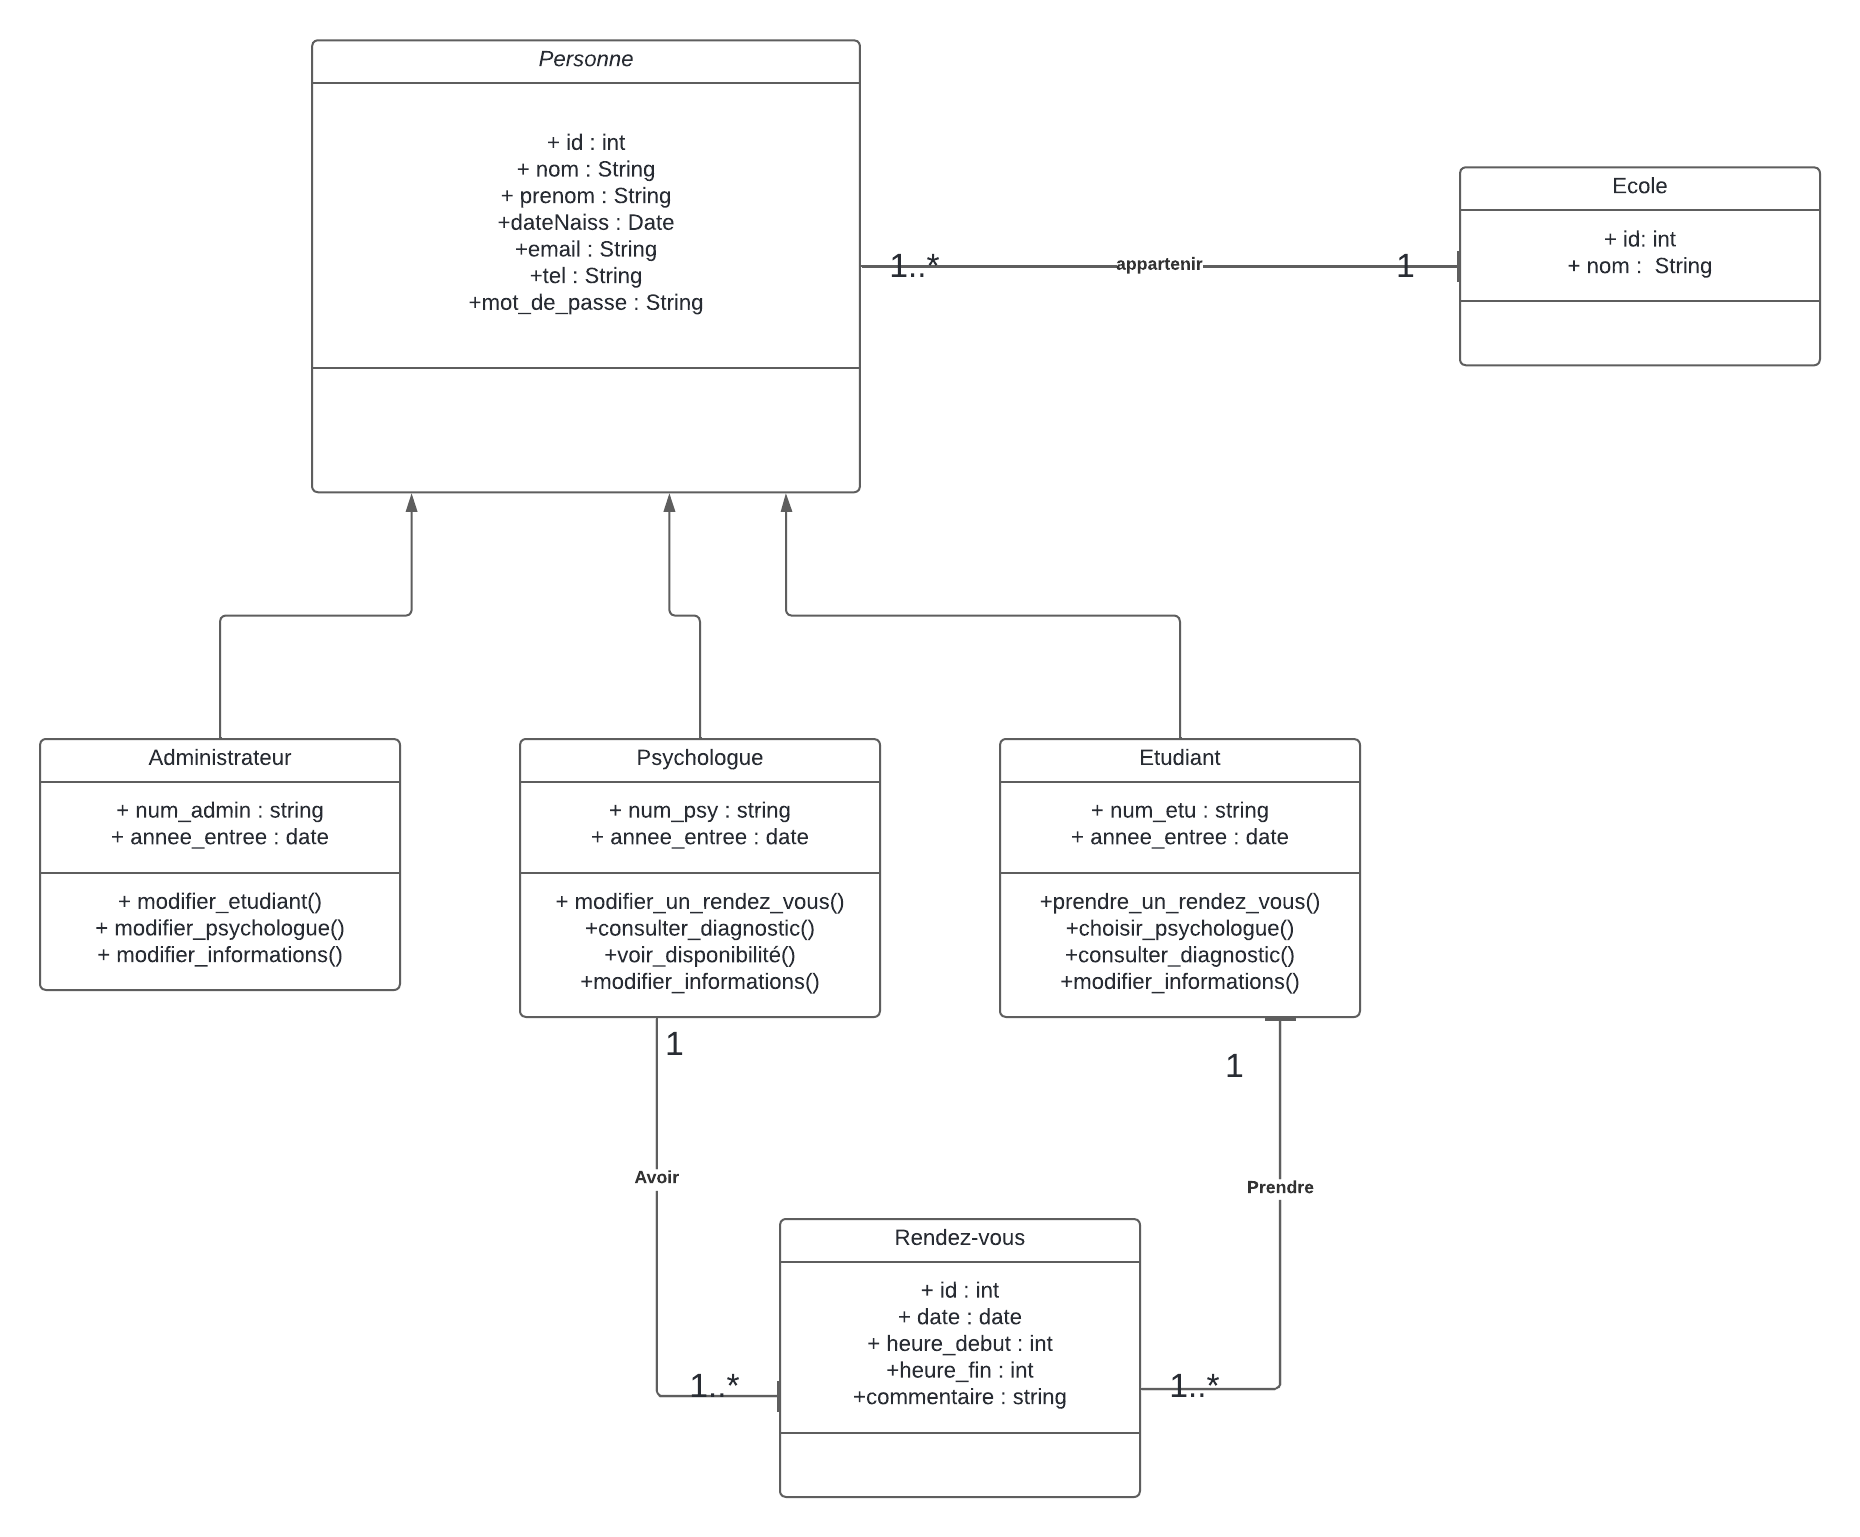 Personne
+ id : int
+ nom : String
+ prenom : String
+dateNaiss : Date
+email : String
+tel : String
+mot_de_passe : String
1..*
appartenir
1
Ecole
+ id: int
+ nom :  String
Administrateur
+ num_admin : string
+ annee_entree : date
+ modifier_etudiant()
+ modifier_psychologue()
+ modifier_informations()
Psychologue
+ num_psy : string
+ annee_entree : date
+ modifier_un_rendez_vous()
+consulter_diagnostic()
+voir_disponibilité()
+modifier_informations()
Etudiant
+ num_etu : string
+ annee_entree : date
+prendre_un_rendez_vous()
+choisir_psychologue()
+consulter_diagnostic()
+modifier_informations()
1
Avoir
1..*
1
Prendre
1..*
Rendez-vous
+ id : int
+ date : date
+ heure_debut : int
+heure_fin : int
+commentaire : string